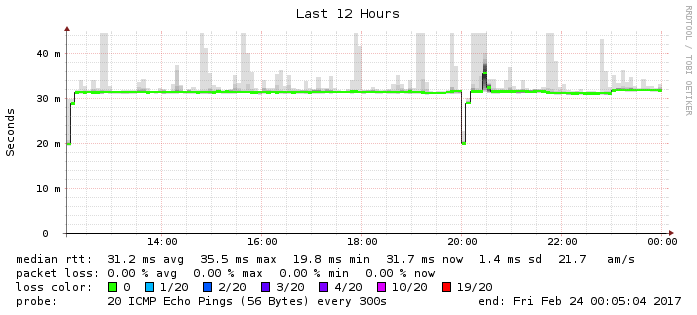 Last 12 Hours
RRDTOOL / TOBI OETIKER
Seconds
40 m
30 m
20 m
10 m
0
14:00 16:00 18:00 20:00 22:00 00:00
median rtt: 31.2 ms avg 35.5 ms max 19.8 ms min 31.7 ms now 1.4 ms sd 21.7 am/s
packet loss: 0.00 % avg 0.00 % max 0.00 % min 0.00 % now
loss color: 0 1/20 2/20 3/20 4/20 10/20 19/20
probe: 20 ICMP Echo Pings (56 Bytes) every 300s end: Fri Feb 24 00:05:04 2017